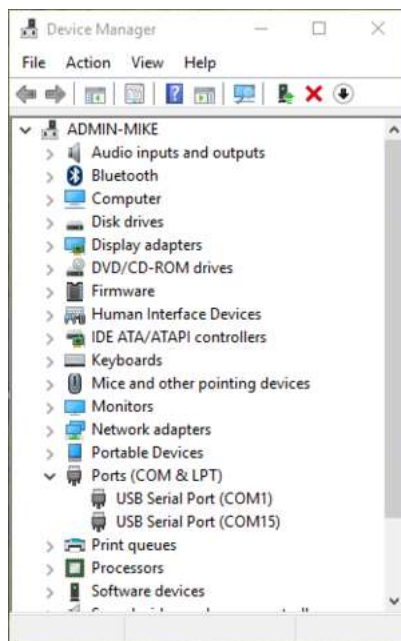 Device Manager
File Action View Help
ADMIN-MIKE
Audio inputs and outputs
Bluetooth
Computer
Disk drives
Display adapters
DVD/CD-ROM drives
Firmware
Human Interface Devices
IDE ATA/ATAPI controllers
Keyboards
Mice and other pointing devices
Monitors
Network adapters
Portable Devices
Ports (COM & LPT)
USB Serial Port (COM1)
USB Serial Port (COM15)
Print queues
Processors
Software devices